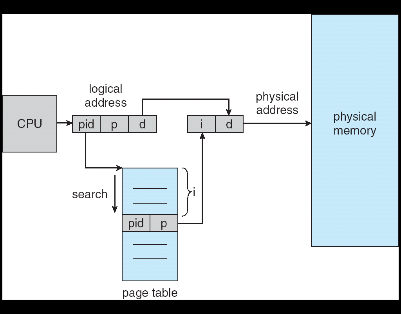 logical
address
physical
address
CPU
pid p d
i d
physical
memory
search
i
pid p
page table